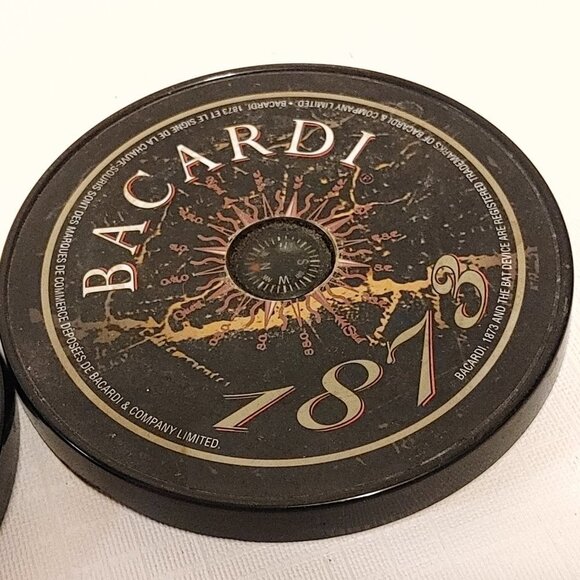 BACARDI
®
1873
BACARDI, 1873 AND THE BAT DEVICE ARE REGISTERED TRADEMARKS OF BACARDI & COMPANY LIMITED. • BACARDI, 1873 ET LE SIGNE DE LA CHAUVE-SOURIS SONT DES MARQUES DE COMMERCE DÉPOSÉES DE BACARDI & COMPANY LIMITED.
S
W